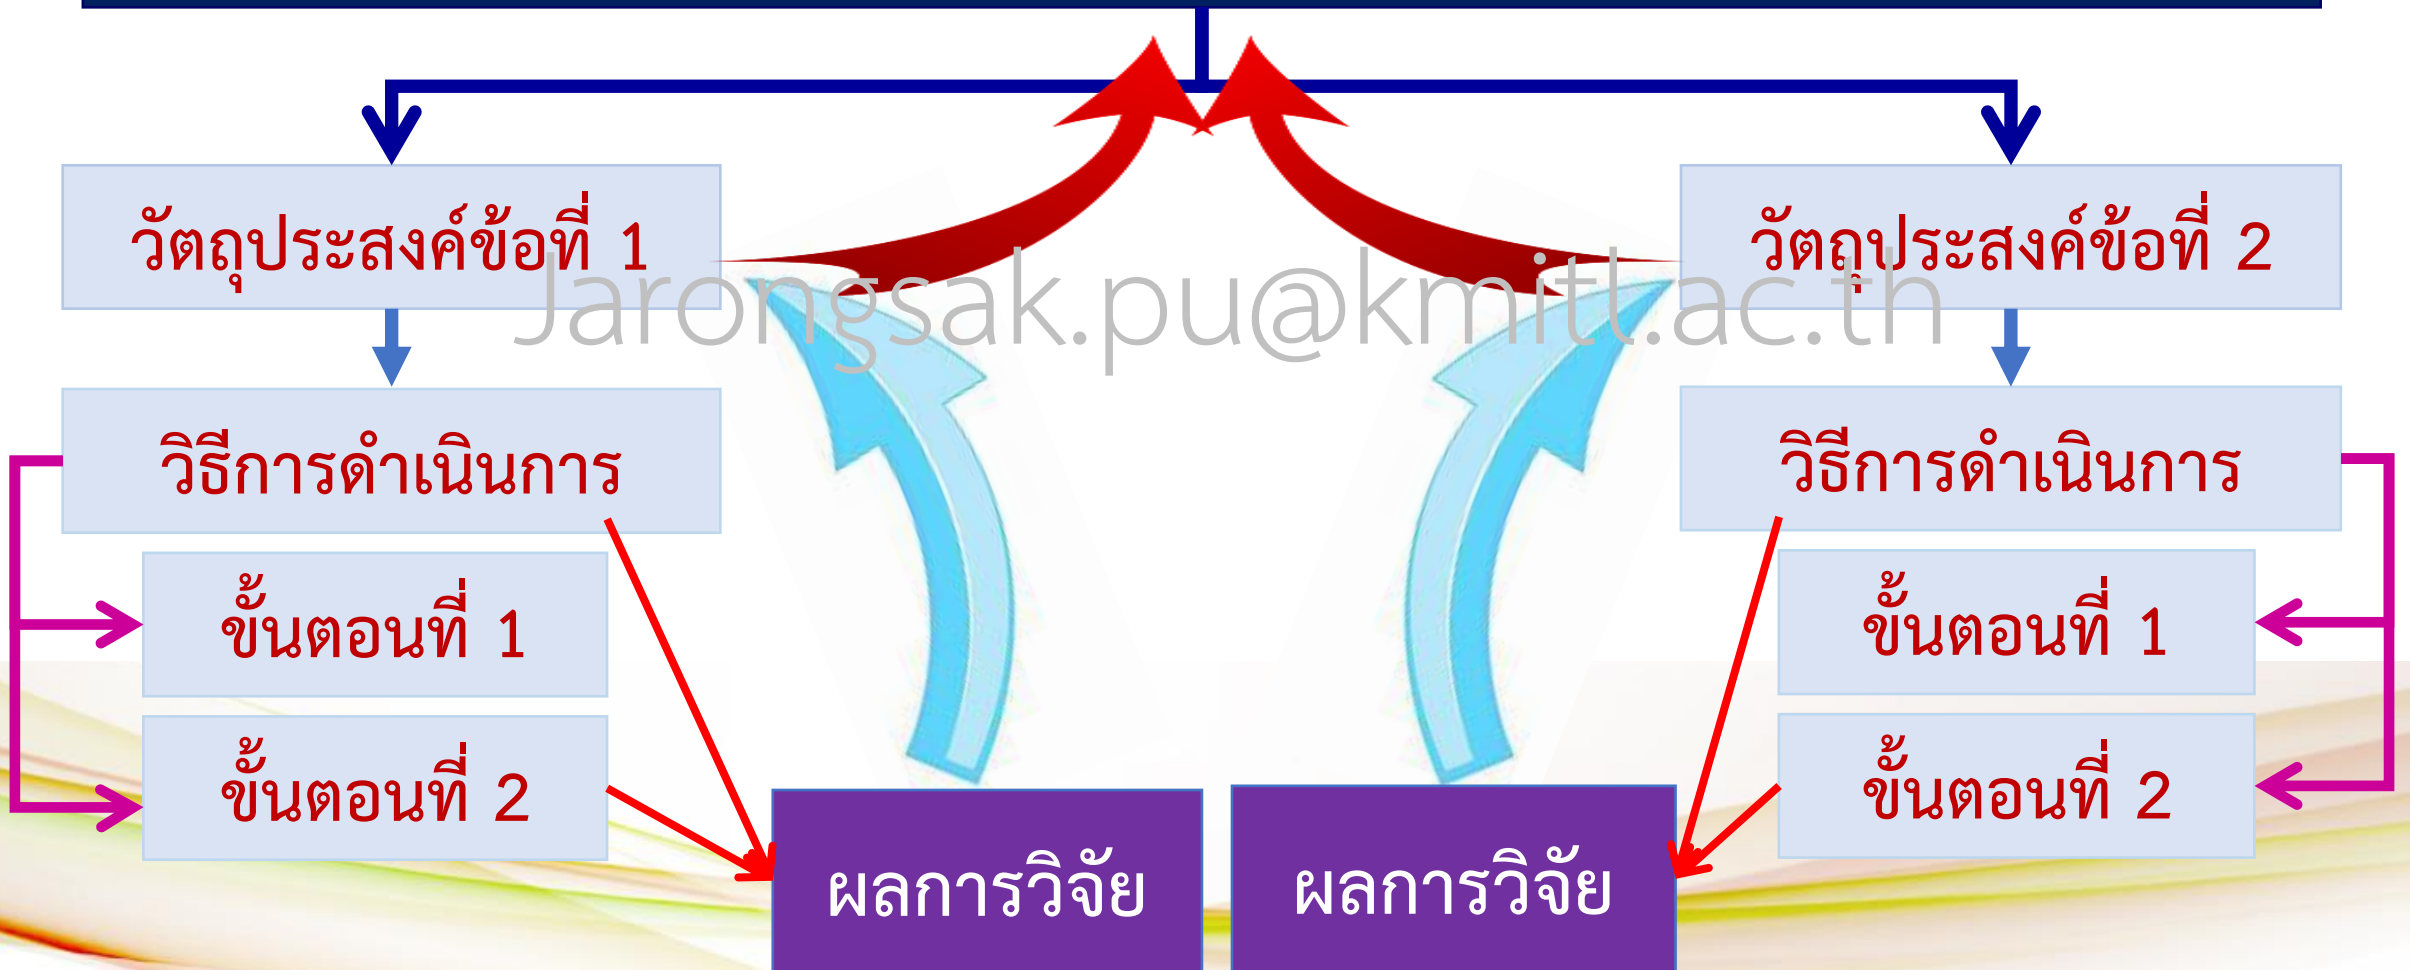 วัตถุประสงค์ข้อที่ 1
วัตถุประสงค์ข้อที่ 2
Jarongsak.pu@kmitl.ac.th
วิธีการดำเนินการ
วิธีการดำเนินการ
ขั้นตอนที่ 1
ขั้นตอนที่ 1
ขั้นตอนที่ 2
ขั้นตอนที่ 2
ผลการวิจัย
ผลการวิจัย